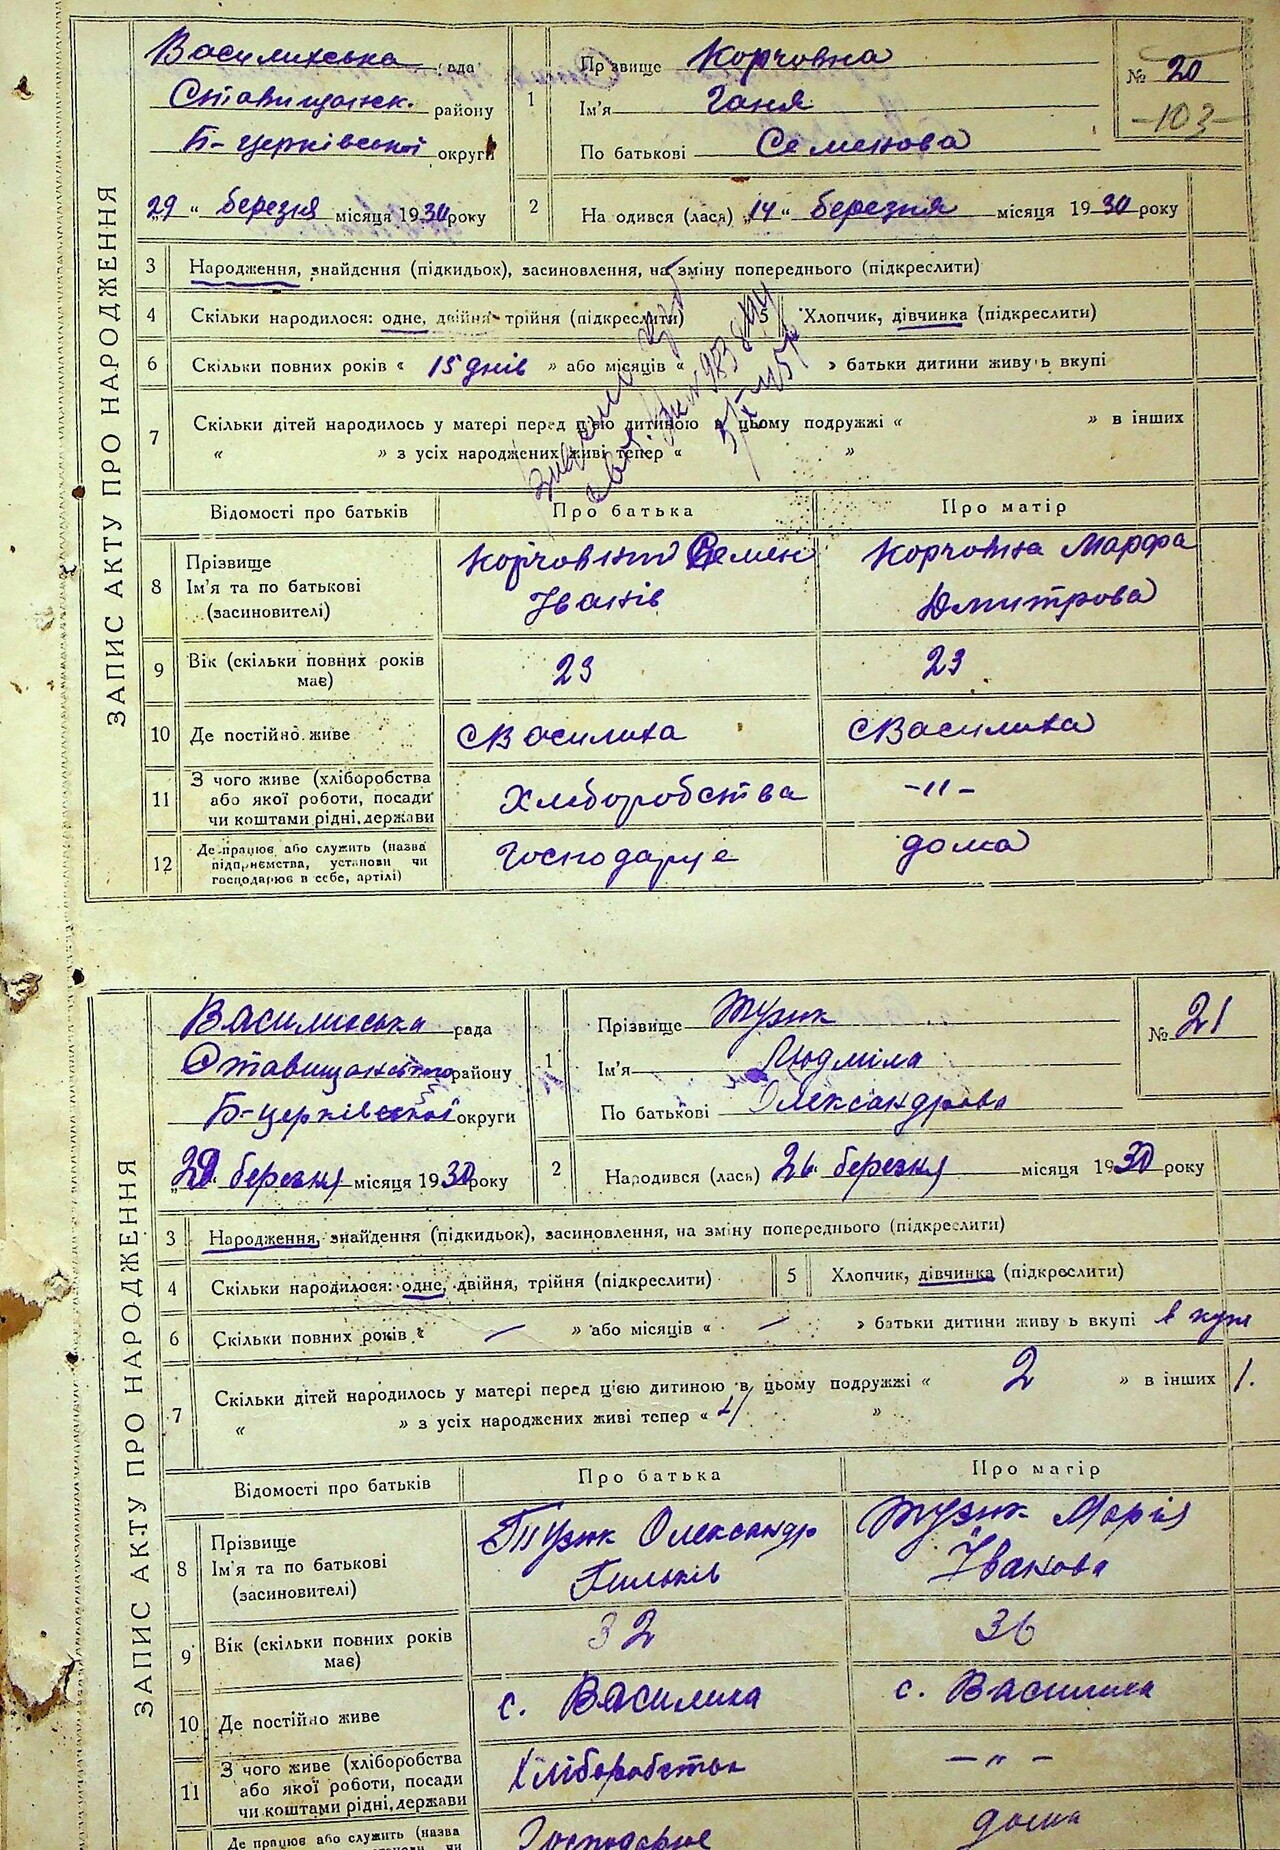 ЗАПИС АКТУ ПРО НАРОДЖЕННЯ
Василихська рада
Ставищанськ. району
Б-церківської округи
29 " березня місяця 1930 року
1 Прізвище Корчовна
Ім'я Ганя
По батькові Семенова
№ 20
-103-
2 Народився (лася) „14" березня місяця 1930 року
3 Народження, знайдення (підкидьок), засиновлення, на зміну попереднього (підкреслити)
4 Скільки народилося: одне, двійня, трійня (підкреслити)
5 Хлопчик, дівчинка (підкреслити)
6 Скільки повних років « 15 днів » або місяців « » батьки дитини живуть вкупі
7 Скільки дітей народилось у матері перед цією дитиною в цьому подружжі « » в інших
« » з усіх народжених живі тепер « »
Відомості про батьків Про батька Про матір
8 Прізвище
Ім'я та по батькові
(засиновителі)
Корчовний Семен
Іванів
Корчовна Марфа
Дмитрова
9 Вік (скільки повних років має) 23 23
10 Де постійно живе с Василиха с Василиха
11 З чого живе (хліборобства
або якої роботи, посади
чи коштами рідні, держави
Хліборобства -"-
12 Де працює або служить (назва
підприємства, установи чи
господарює в себе, артілі)
Господарює дома
ЗАПИС АКТУ ПРО НАРОДЖЕННЯ
Василихська рада
Ставищанського району
Б-церківської округи
„29. березня місяця 1930 року
1 Прізвище Тузик
Ім'я Людміла
По батькові Олександрова
№ 21
2 Народився (лась) 26. березня місяця 1930 року
3 Народження, знайдення (підкидьок), засиновлення, на зміну попереднього (підкреслити)
4 Скільки народилося: одне, двійня, трійня (підкреслити)
5 Хлопчик, дівчинка (підкреслити)
6 Скільки повних років « — » або місяців « — » батьки дитини живуть вкупі в купі
7 Скільки дітей народилось у матері перед цією дитиною в цьому подружжі « 2 » в інших 1.
« » з усіх народжених живі тепер « 4 »
Відомості про батьків Про батька Про матір
8 Прізвище
Ім'я та по батькові
(засиновителі)
Тузик Олександр
Тузик Марія
Іванова
9 Вік (скільки повних років має) 32 36
10 Де постійно живе с. Василиха с. Василиха
11 З чого живе (хліборобства
або якої роботи, посади
чи коштами рідні, держави
Хліборобством — " —
Де працює або служить (назва
Господарює дома